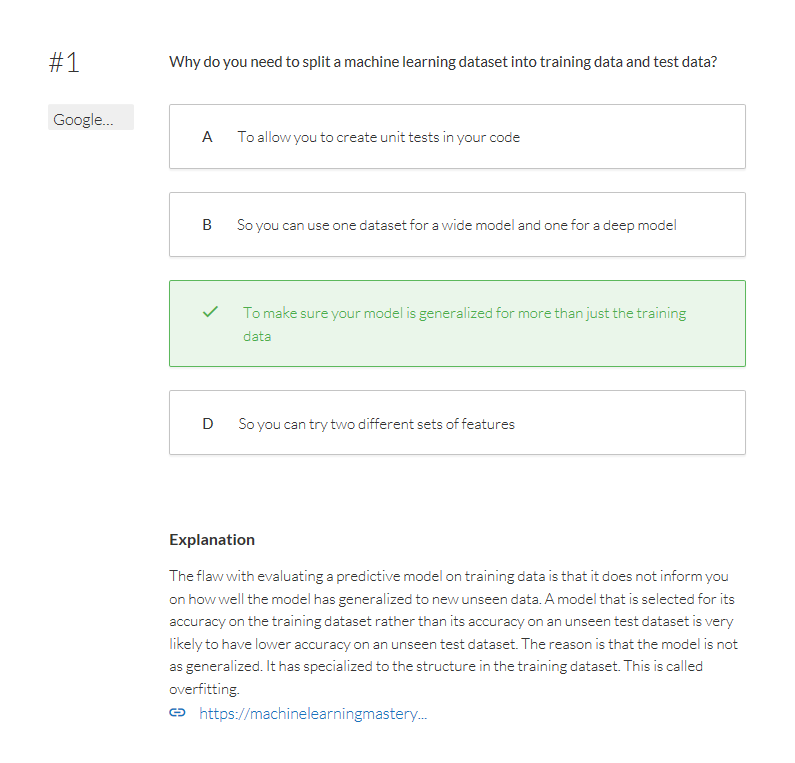 #1
Why do you need to split a machine learning dataset into training data and test data?
Google...
A To allow you to create unit tests in your code
B So you can use one dataset for a wide model and one for a deep model
To make sure your model is generalized for more than just the training
data
D So you can try two different sets of features
Explanation
The flaw with evaluating a predictive model on training data is that it does not inform you
on how well the model has generalized to new unseen data. A model that is selected for its
accuracy on the training dataset rather than its accuracy on an unseen test dataset is very
likely to have lower accuracy on an unseen test dataset. The reason is that the model is not
as generalized. It has specialized to the structure in the training dataset. This is called
overfitting.
https://machinelearningmastery...